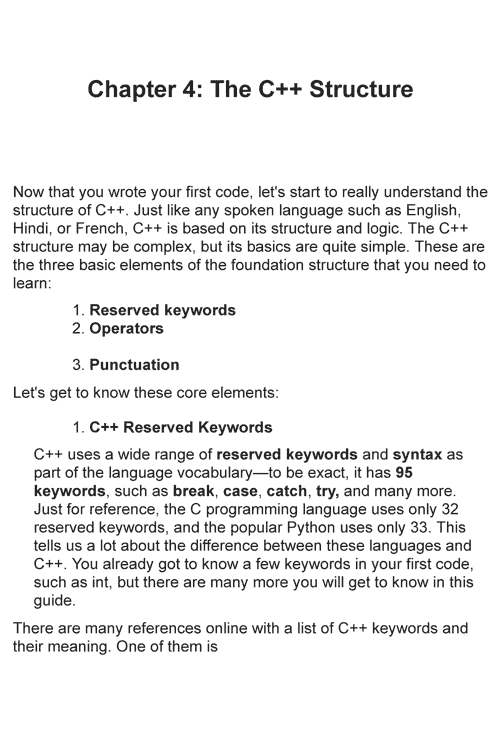 Chapter 4: The C++ Structure
Now that you wrote your first code, let's start to really understand the
structure of C++. Just like any spoken language such as English,
Hindi, or French, C++ is based on its structure and logic. The C++
structure may be complex, but its basics are quite simple. These are
the three basic elements of the foundation structure that you need to
learn:
1. Reserved keywords
2. Operators
3. Punctuation
Let's get to know these core elements:
1. C++ Reserved Keywords
C++ uses a wide range of reserved keywords and syntax as
part of the language vocabulary—to be exact, it has 95
keywords, such as break, case, catch, try, and many more.
Just for reference, the C programming language uses only 32
reserved keywords, and the popular Python uses only 33. This
tells us a lot about the difference between these languages and
C++. You already got to know a few keywords in your first code,
such as int, but there are many more you will get to know in this
guide.
There are many references online with a list of C++ keywords and
their meaning. One of them is